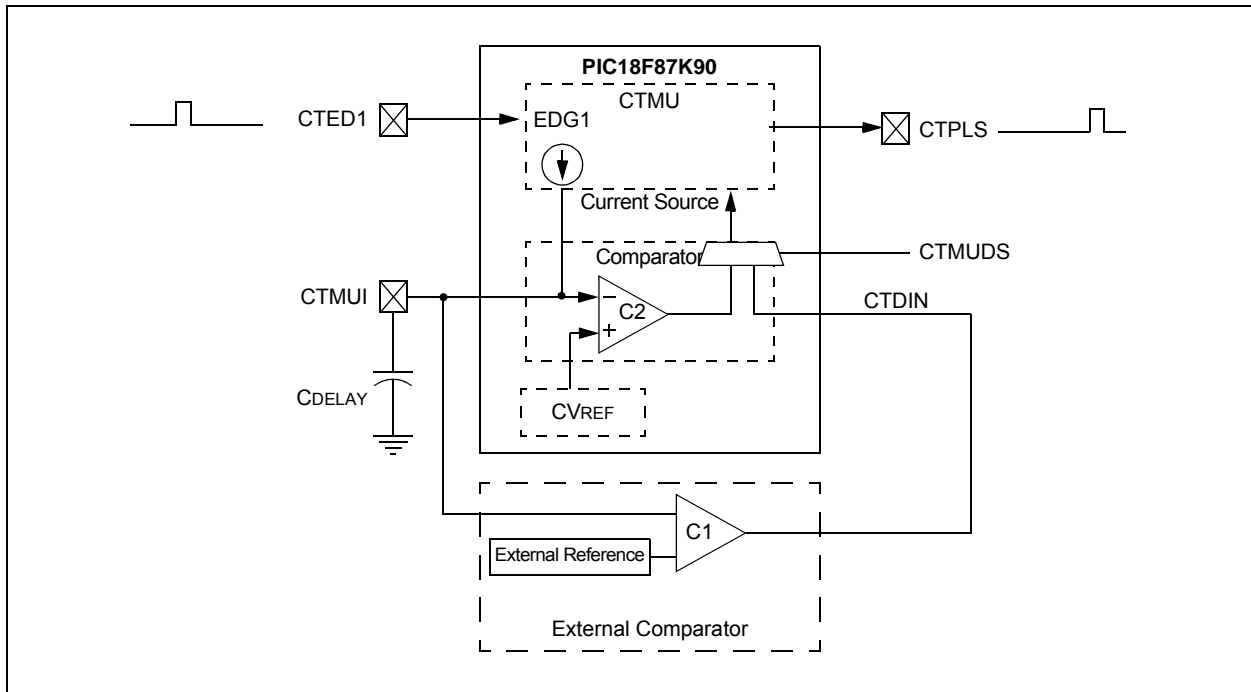 PIC18F87K90
CTMU
CTED1
EDG1
CTPLS
Current Source
Comparator
CTMUDS
CTMUI
C2
CTDIN
CDELAY
CVREF
C1
External Reference
External Comparator